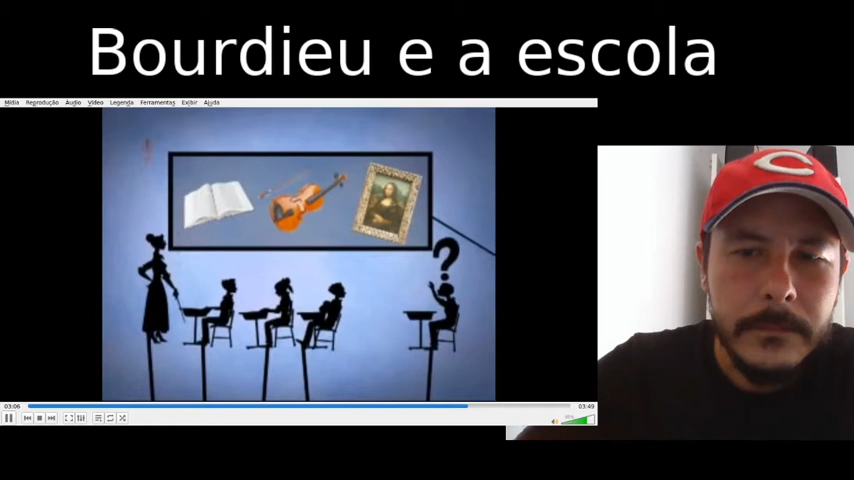 Bourdieu e a escola
Mídia Reprodução Áudio Vídeo Legenda Ferramentas Exibir Ajuda
?
C
03:06 03:49